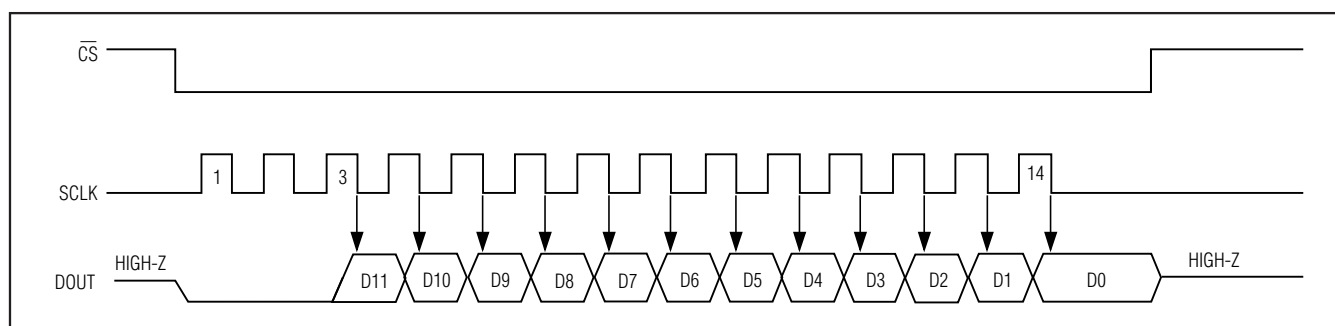 C̅S̅
1 3 14
SCLK
HIGH-Z HIGH-Z
DOUT D11 D10 D9 D8 D7 D6 D5 D4 D3 D2 D1 D0